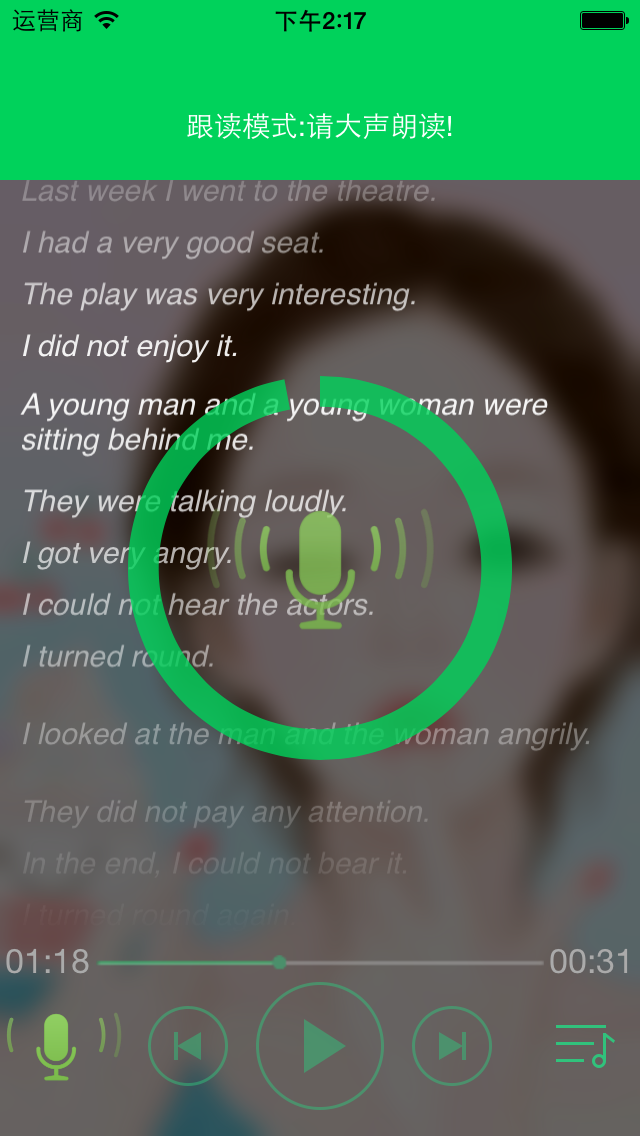 运营商
下午2:17
跟读模式:请大声朗读!
Last week I went to the theatre.
I had a very good seat.
The play was very interesting.
I did not enjoy it.
A young man and a young woman were
sitting behind me.
They were talking loudly.
I got very angry.
I could not hear the actors.
I turned round.
I looked at the man and the woman angrily.
They did not pay any attention.
In the end, I could not bear it.
I turned round again
01:18
00:31